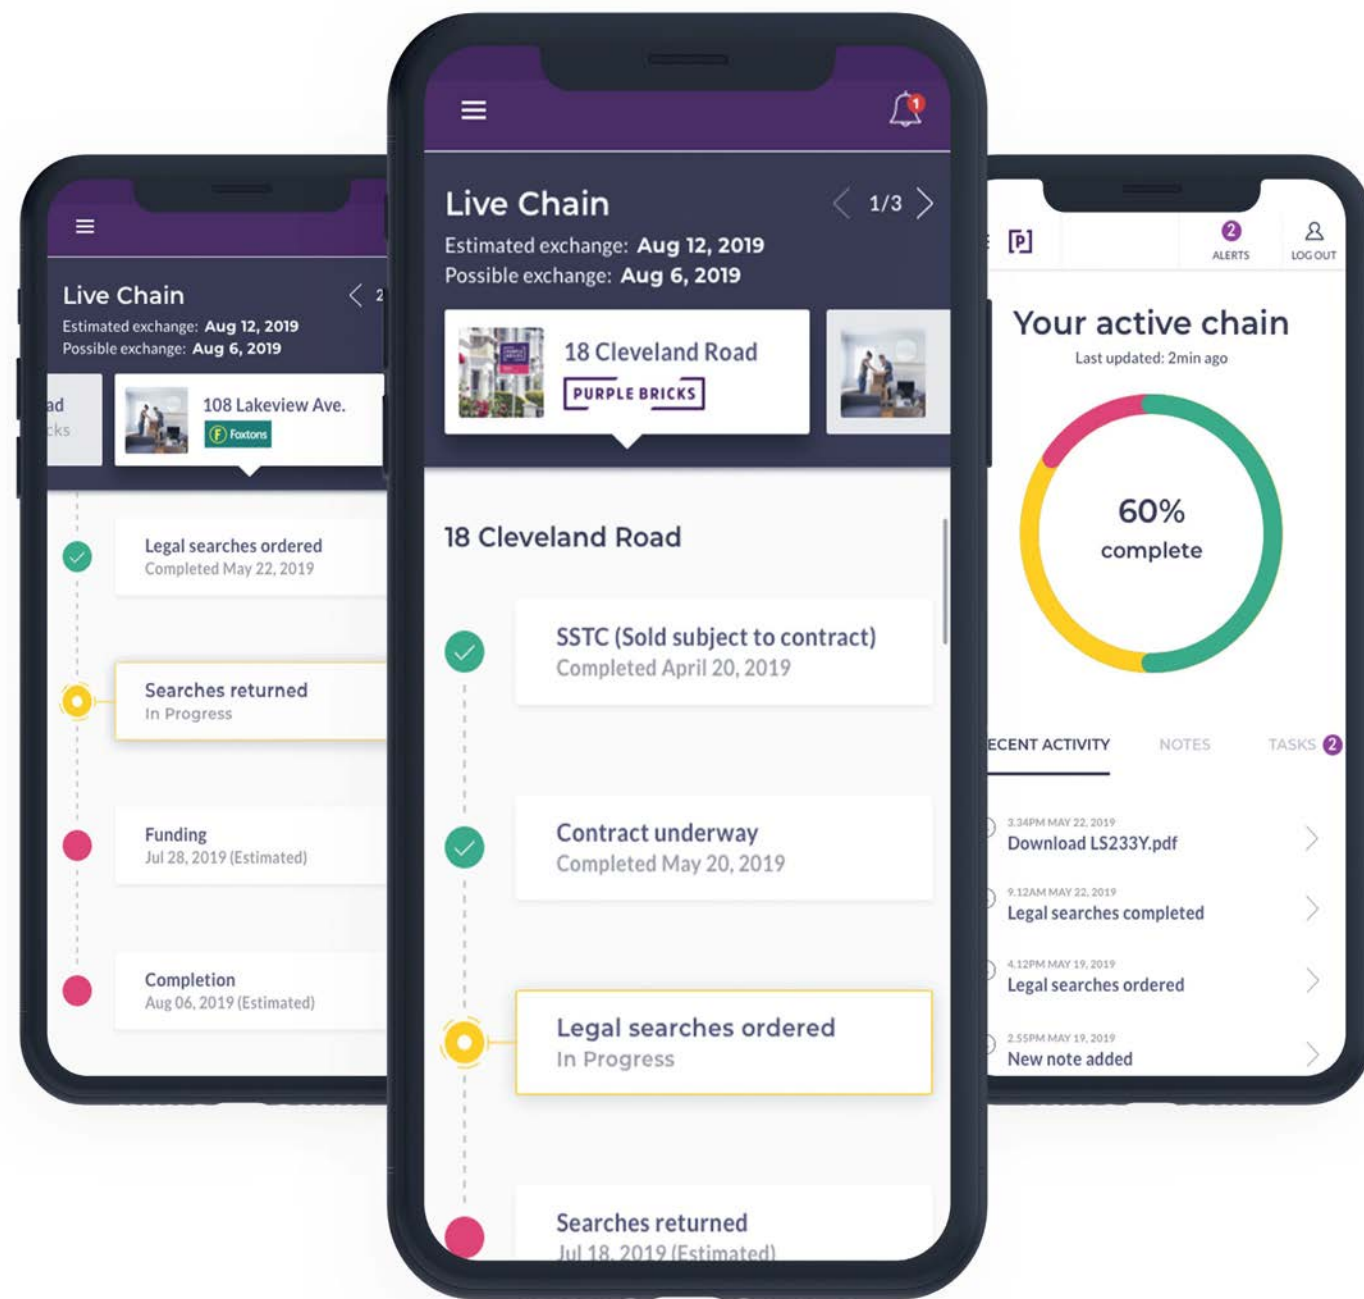 Live Chain
< 2
Estimated exchange: Aug 12, 2019
Possible exchange: Aug 6, 2019
ad
cks
108 Lakeview Ave.
F Foxtons
Legal searches ordered
Completed May 22, 2019
Searches returned
In Progress
Funding
Jul 28, 2019 (Estimated)
Completion
Aug 06, 2019 (Estimated)
1
Live Chain
< 1/3 >
Estimated exchange: Aug 12, 2019
Possible exchange: Aug 6, 2019
18 Cleveland Road
PURPLE BRICKS
18 Cleveland Road
SSTC (Sold subject to contract)
Completed April 20, 2019
Contract underway
Completed May 20, 2019
Legal searches ordered
In Progress
Searches returned
Jul 18, 2019 (Estimated)
P
2
ALERTS
LOG OUT
Your active chain
Last updated: 2min ago
60%
complete
ECENT ACTIVITY
NOTES
TASKS 2
3.34PM MAY 22, 2019
Download LS233Y.pdf
9.12AM MAY 22, 2019
Legal searches completed
4.12PM MAY 19, 2019
Legal searches ordered
2.55PM MAY 19, 2019
New note added